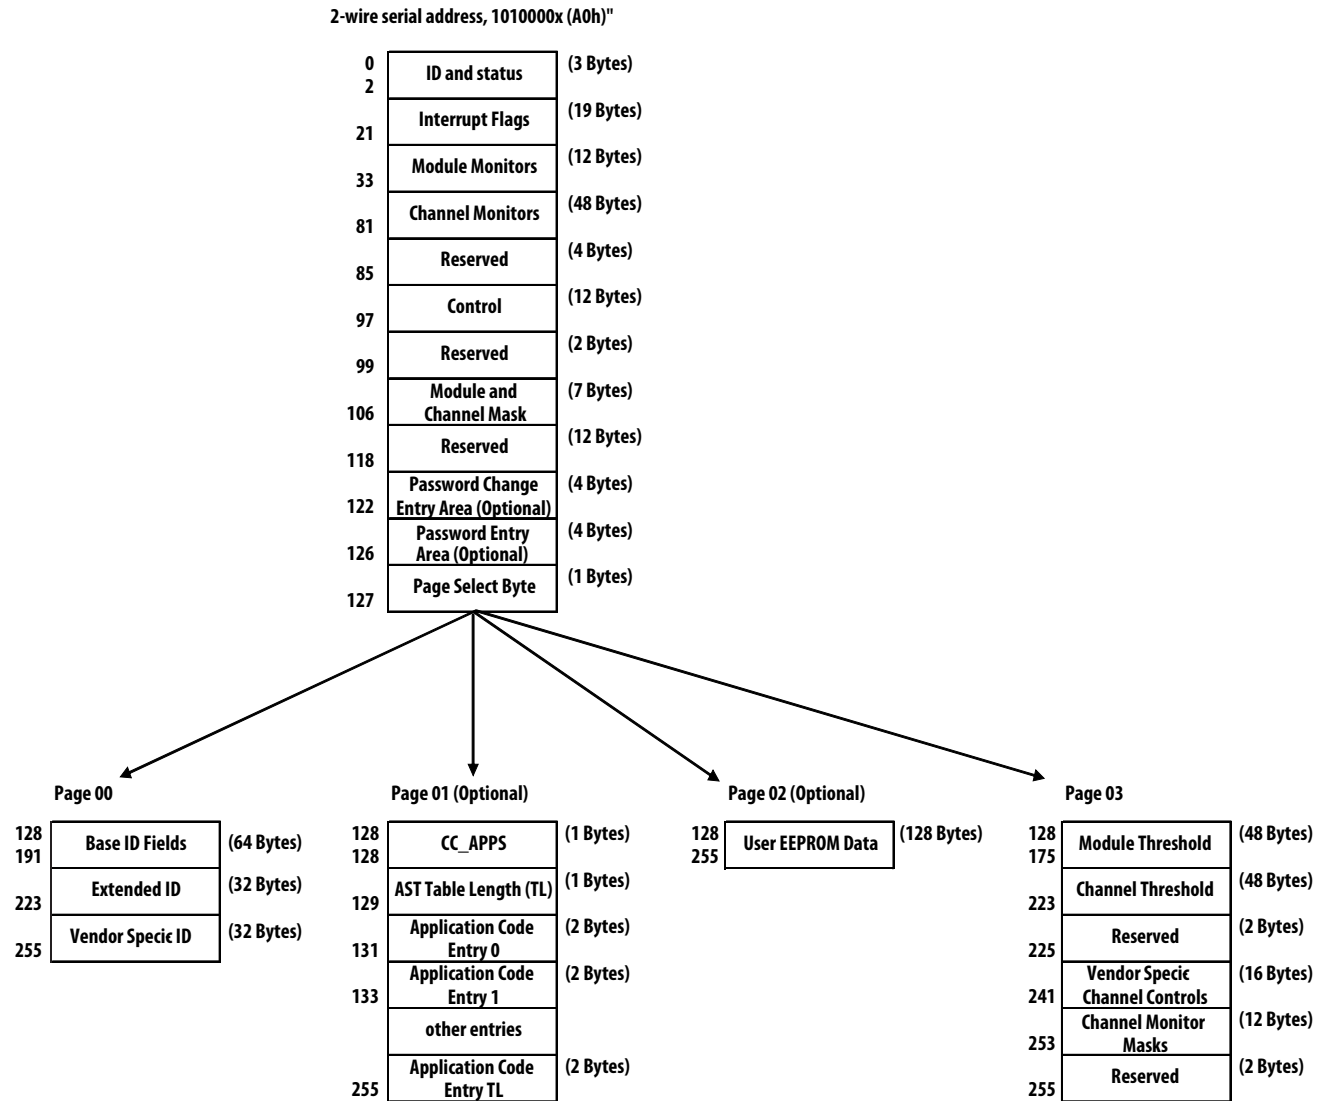 2-wire serial address, 1010000x (A0h)"
0
2
ID and status
(3 Bytes)
21
Interrupt Flags
(19 Bytes)
33
Module Monitors
(12 Bytes)
81
Channel Monitors
(48 Bytes)
85
Reserved
(4 Bytes)
97
Control
(12 Bytes)
99
Reserved
(2 Bytes)
106
Module and
Channel Mask
(7 Bytes)
118
Reserved
(12 Bytes)
122
Password Change
Entry Area (Optional)
(4 Bytes)
126
Password Entry
Area (Optional)
(4 Bytes)
127
Page Select Byte
(1 Bytes)
Page 00
128
191
Base ID Fields
(64 Bytes)
223
Extended ID
(32 Bytes)
255
Vendor Specic ID
(32 Bytes)
Page 01 (Optional)
128
128
CC_APPS
(1 Bytes)
129
AST Table Length (TL)
(1 Bytes)
131
Application Code
Entry 0
(2 Bytes)
133
Application Code
Entry 1
(2 Bytes)
other entries
255
Application Code
Entry TL
(2 Bytes)
Page 02 (Optional)
128
255
User EEPROM Data
(128 Bytes)
Page 03
128
175
Module Threshold
(48 Bytes)
223
Channel Threshold
(48 Bytes)
225
Reserved
(2 Bytes)
241
Vendor Specic
Channel Controls
(16 Bytes)
253
Channel Monitor
Masks
(12 Bytes)
255
Reserved
(2 Bytes)